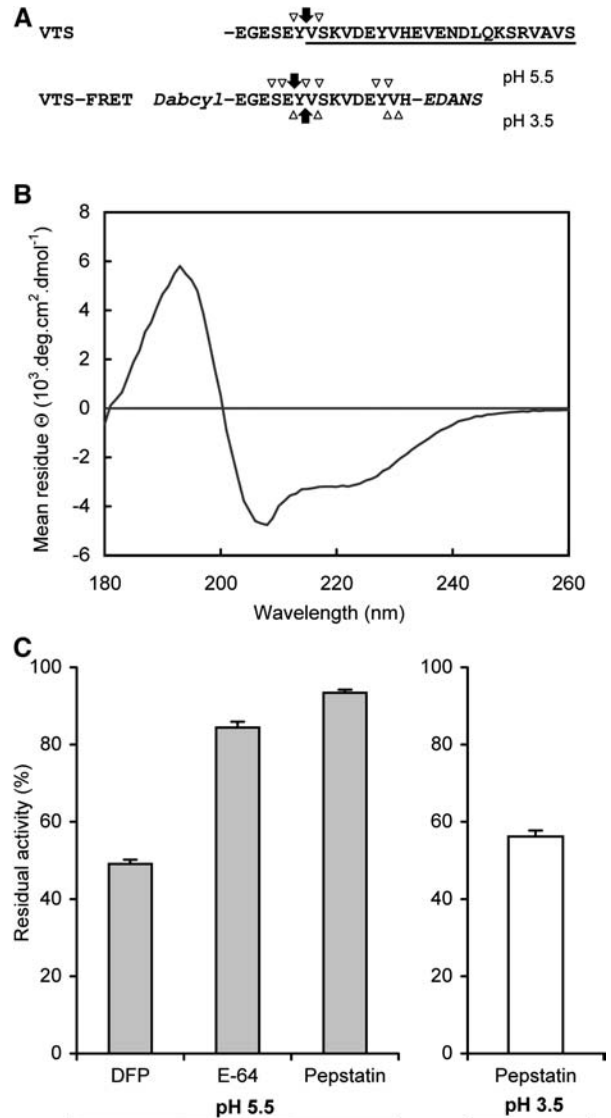 A
VTS -EGESEYVSKVDEYVHEVENDLQKSRVAVS
pH 5.5
VTS-FRET Dabcyl-EGESEYVSKVDEYVH-EDANS
pH 3.5
B
Mean residue Θ (10³.deg.cm².dmol⁻¹)
8
6
4
2
0
-2
-4
-6
180 200 220 240 260
Wavelength (nm)
C
Residual activity (%)
100 100
80 80
60 60
40 40
20 20
0 0
DFP E-64 Pepstatin Pepstatin
pH 5.5 pH 3.5